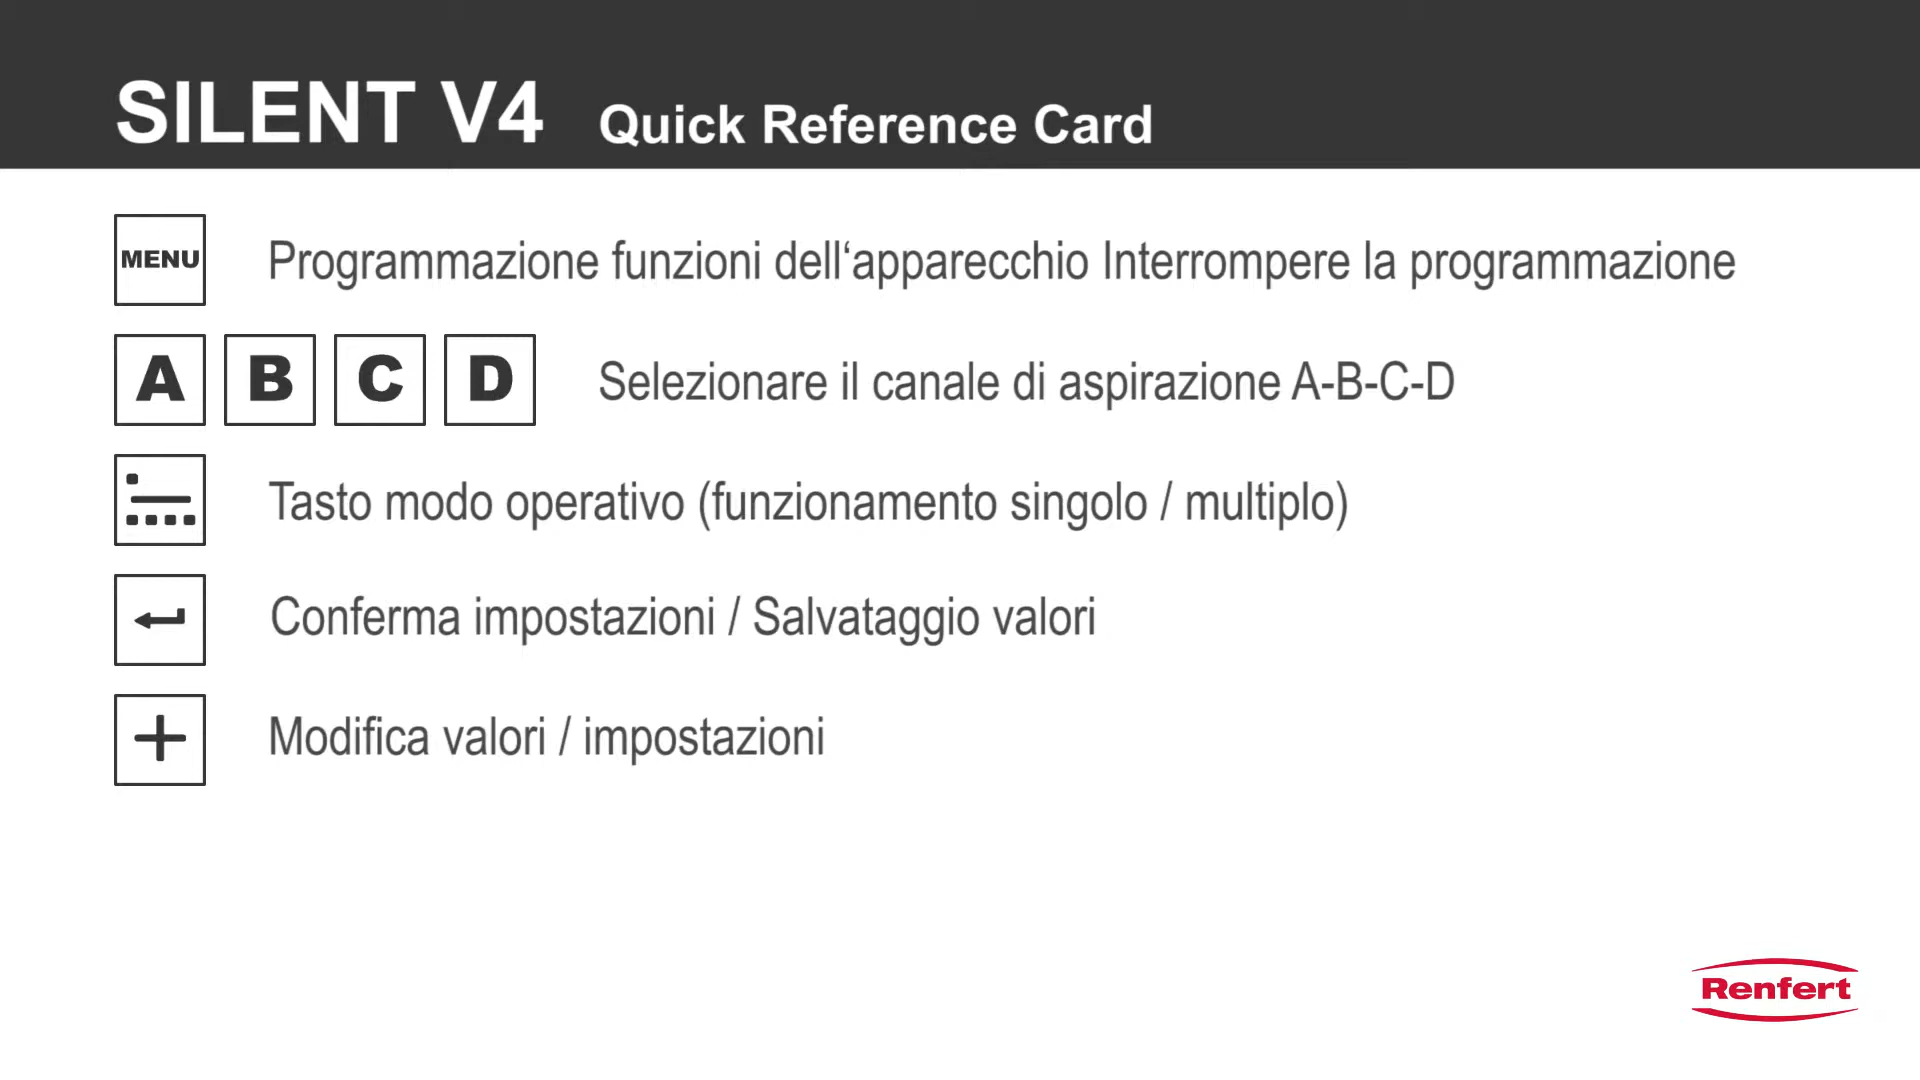 SILENT V4 Quick Reference Card
MENU Programmazione funzioni dell‘apparecchio Interrompere la programmazione
A B C D Selezionare il canale di aspirazione A-B-C-D
Tasto modo operativo (funzionamento singolo / multiplo)
Conferma impostazioni / Salvataggio valori
+ Modifica valori / impostazioni
Renfert